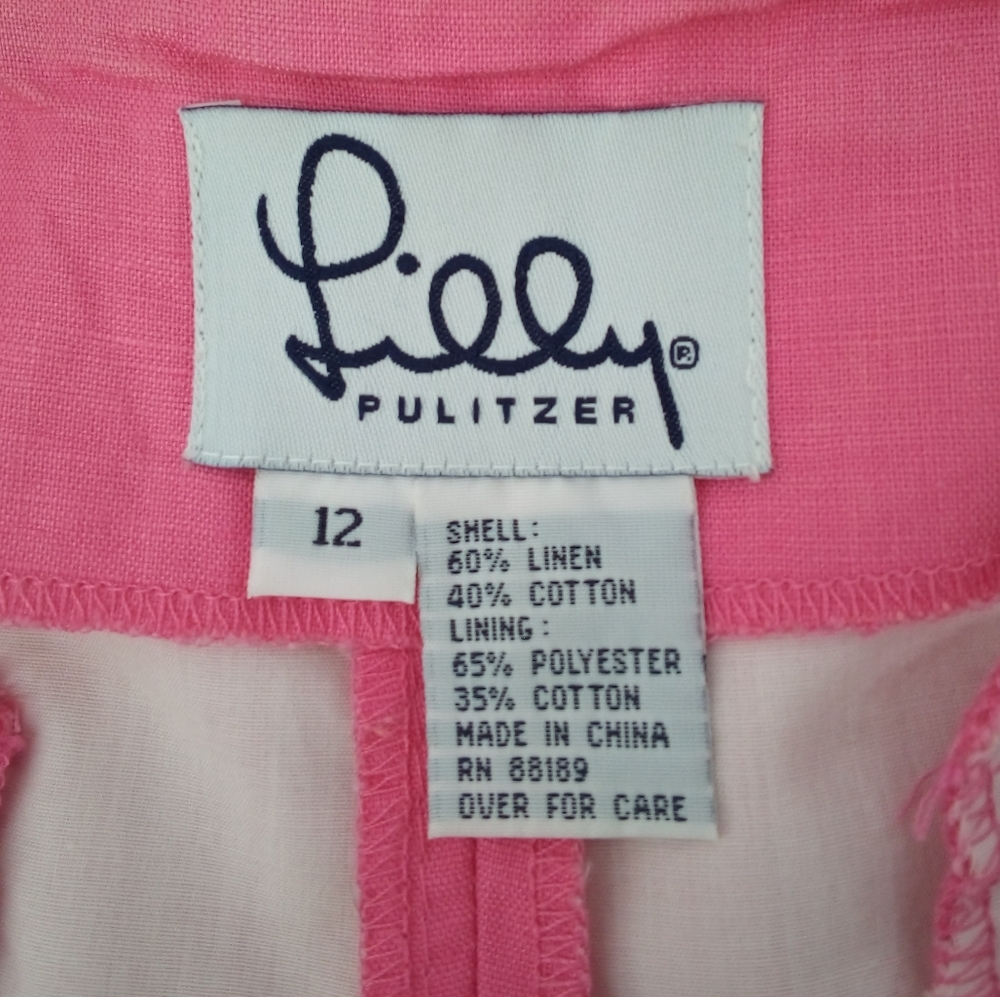 Lilly®
PULITZER
12
SHELL:
60% LINEN
40% COTTON
LINING:
65% POLYESTER
35% COTTON
MADE IN CHINA
RN 88189
OVER FOR CARE